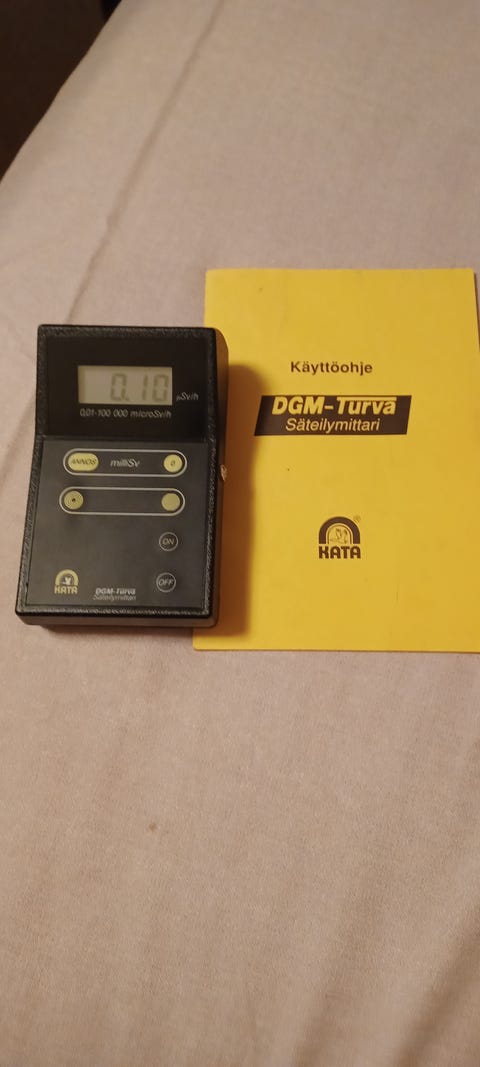 0.10 µSv/h
0,01-100 000 microSv/h
ANNOS milliSv 0
ON
OFF
KATA
DGM-Turva
Säteilymittari
Käyttöohje
DGM-Turva
Säteilymittari
®
KATA